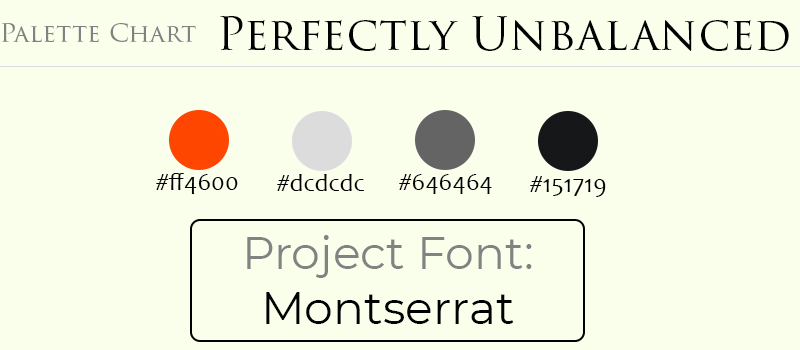 Palette Chart Perfectly Unbalanced
#ff4600 #dcdcdc #646464 #151719
Project Font:
Montserrat